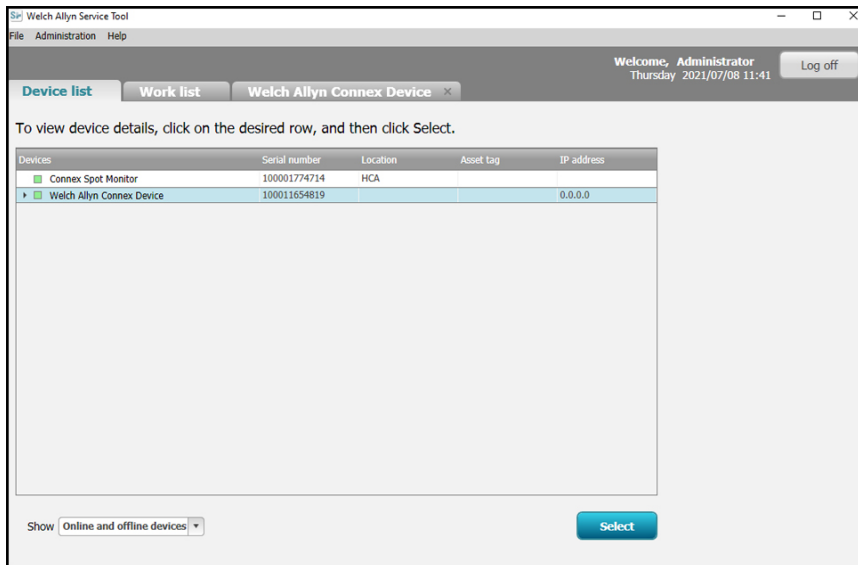 Welch Allyn Service Tool
File Administration Help
Welcome, Administrator
Thursday 2021/07/08 11:41
Log off
Device list Work list Welch Allyn Connex Device ×
To view device details, click on the desired row, and then click Select.
Devices Serial number Location Asset tag IP address
Connex Spot Monitor 100001774714 HCA
Welch Allyn Connex Device 100011654819 0.0.0.0
Show Online and offline devices Select